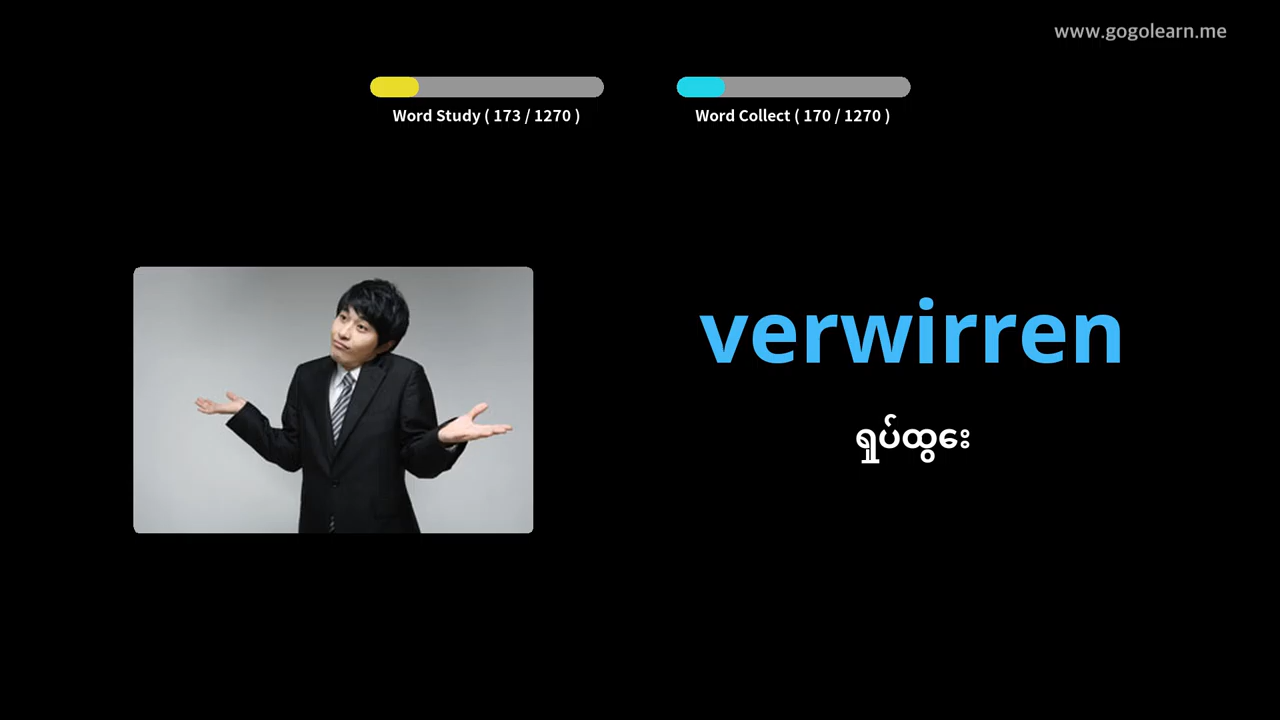 www.gogolearn.me
Word Study ( 173 / 1270 )
Word Collect ( 170 / 1270 )
verwirren
ရှုပ်ထွေး